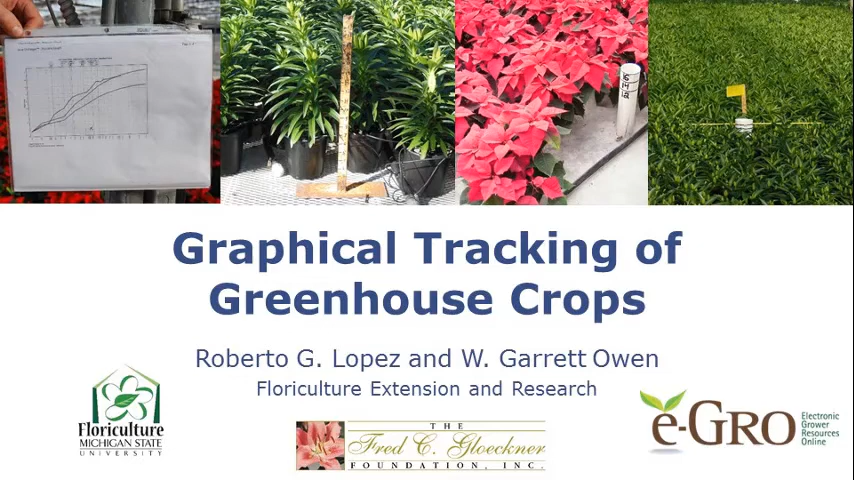 Graphical Tracking of
Greenhouse Crops
Roberto G. Lopez and W. Garrett Owen
Floriculture Extension and Research
Floriculture
MICHIGAN STATE
UNIVERSITY
THE
Fred C. Gloeckner
FOUNDATION, INC.
e-GRO
Electronic
Grower
Resources
Online